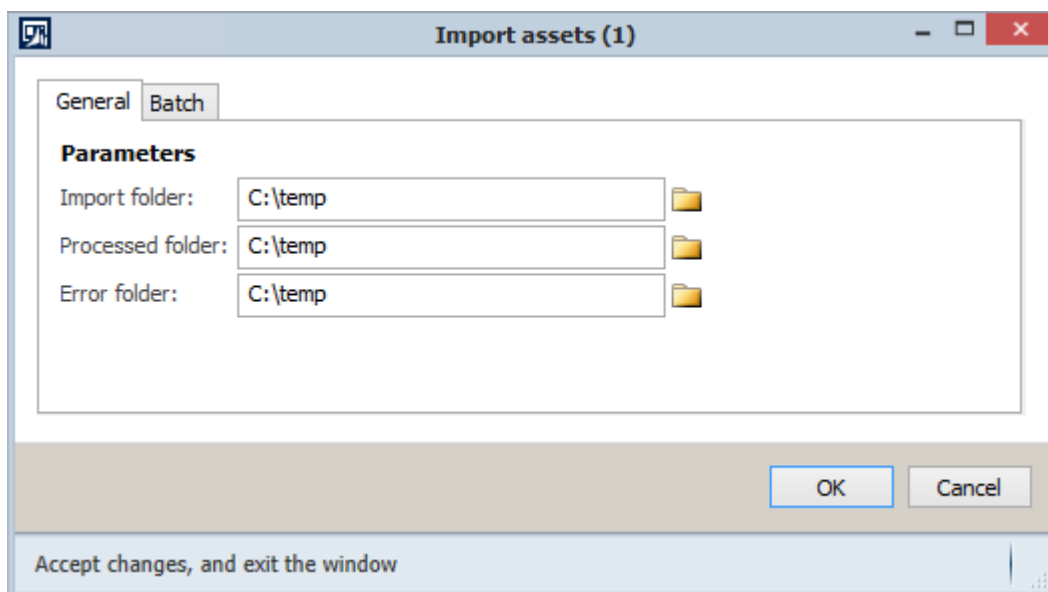 Import assets (1)
General Batch
Parameters
Import folder: C:\temp
Processed folder: C:\temp
Error folder: C:\temp
OK Cancel
Accept changes, and exit the window